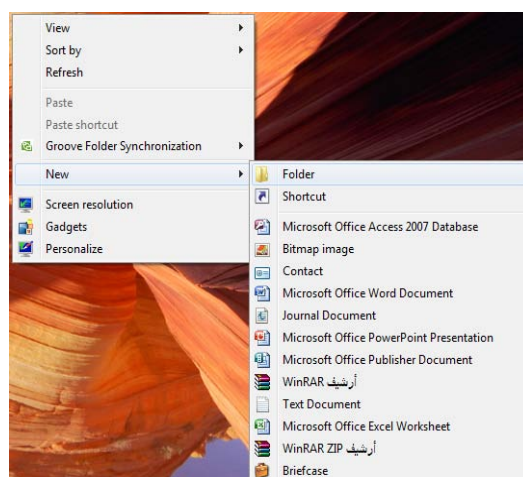 View
Sort by
Refresh
Paste
Paste shortcut
Groove Folder Synchronization
New
Screen resolution
Gadgets
Personalize
Folder
Shortcut
Microsoft Office Access 2007 Database
Bitmap image
Contact
Microsoft Office Word Document
Journal Document
Microsoft Office PowerPoint Presentation
Microsoft Office Publisher Document
أرشيف WinRAR
Text Document
Microsoft Office Excel Worksheet
أرشيف WinRAR ZIP
Briefcase